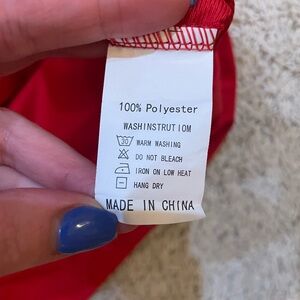 100% Polyester
WASHINSTRUTIOM
30 WARM WASHING
DO NOT BLEACH
IRON ON LOW HEAT
HANG DRY
MADE IN CHINA